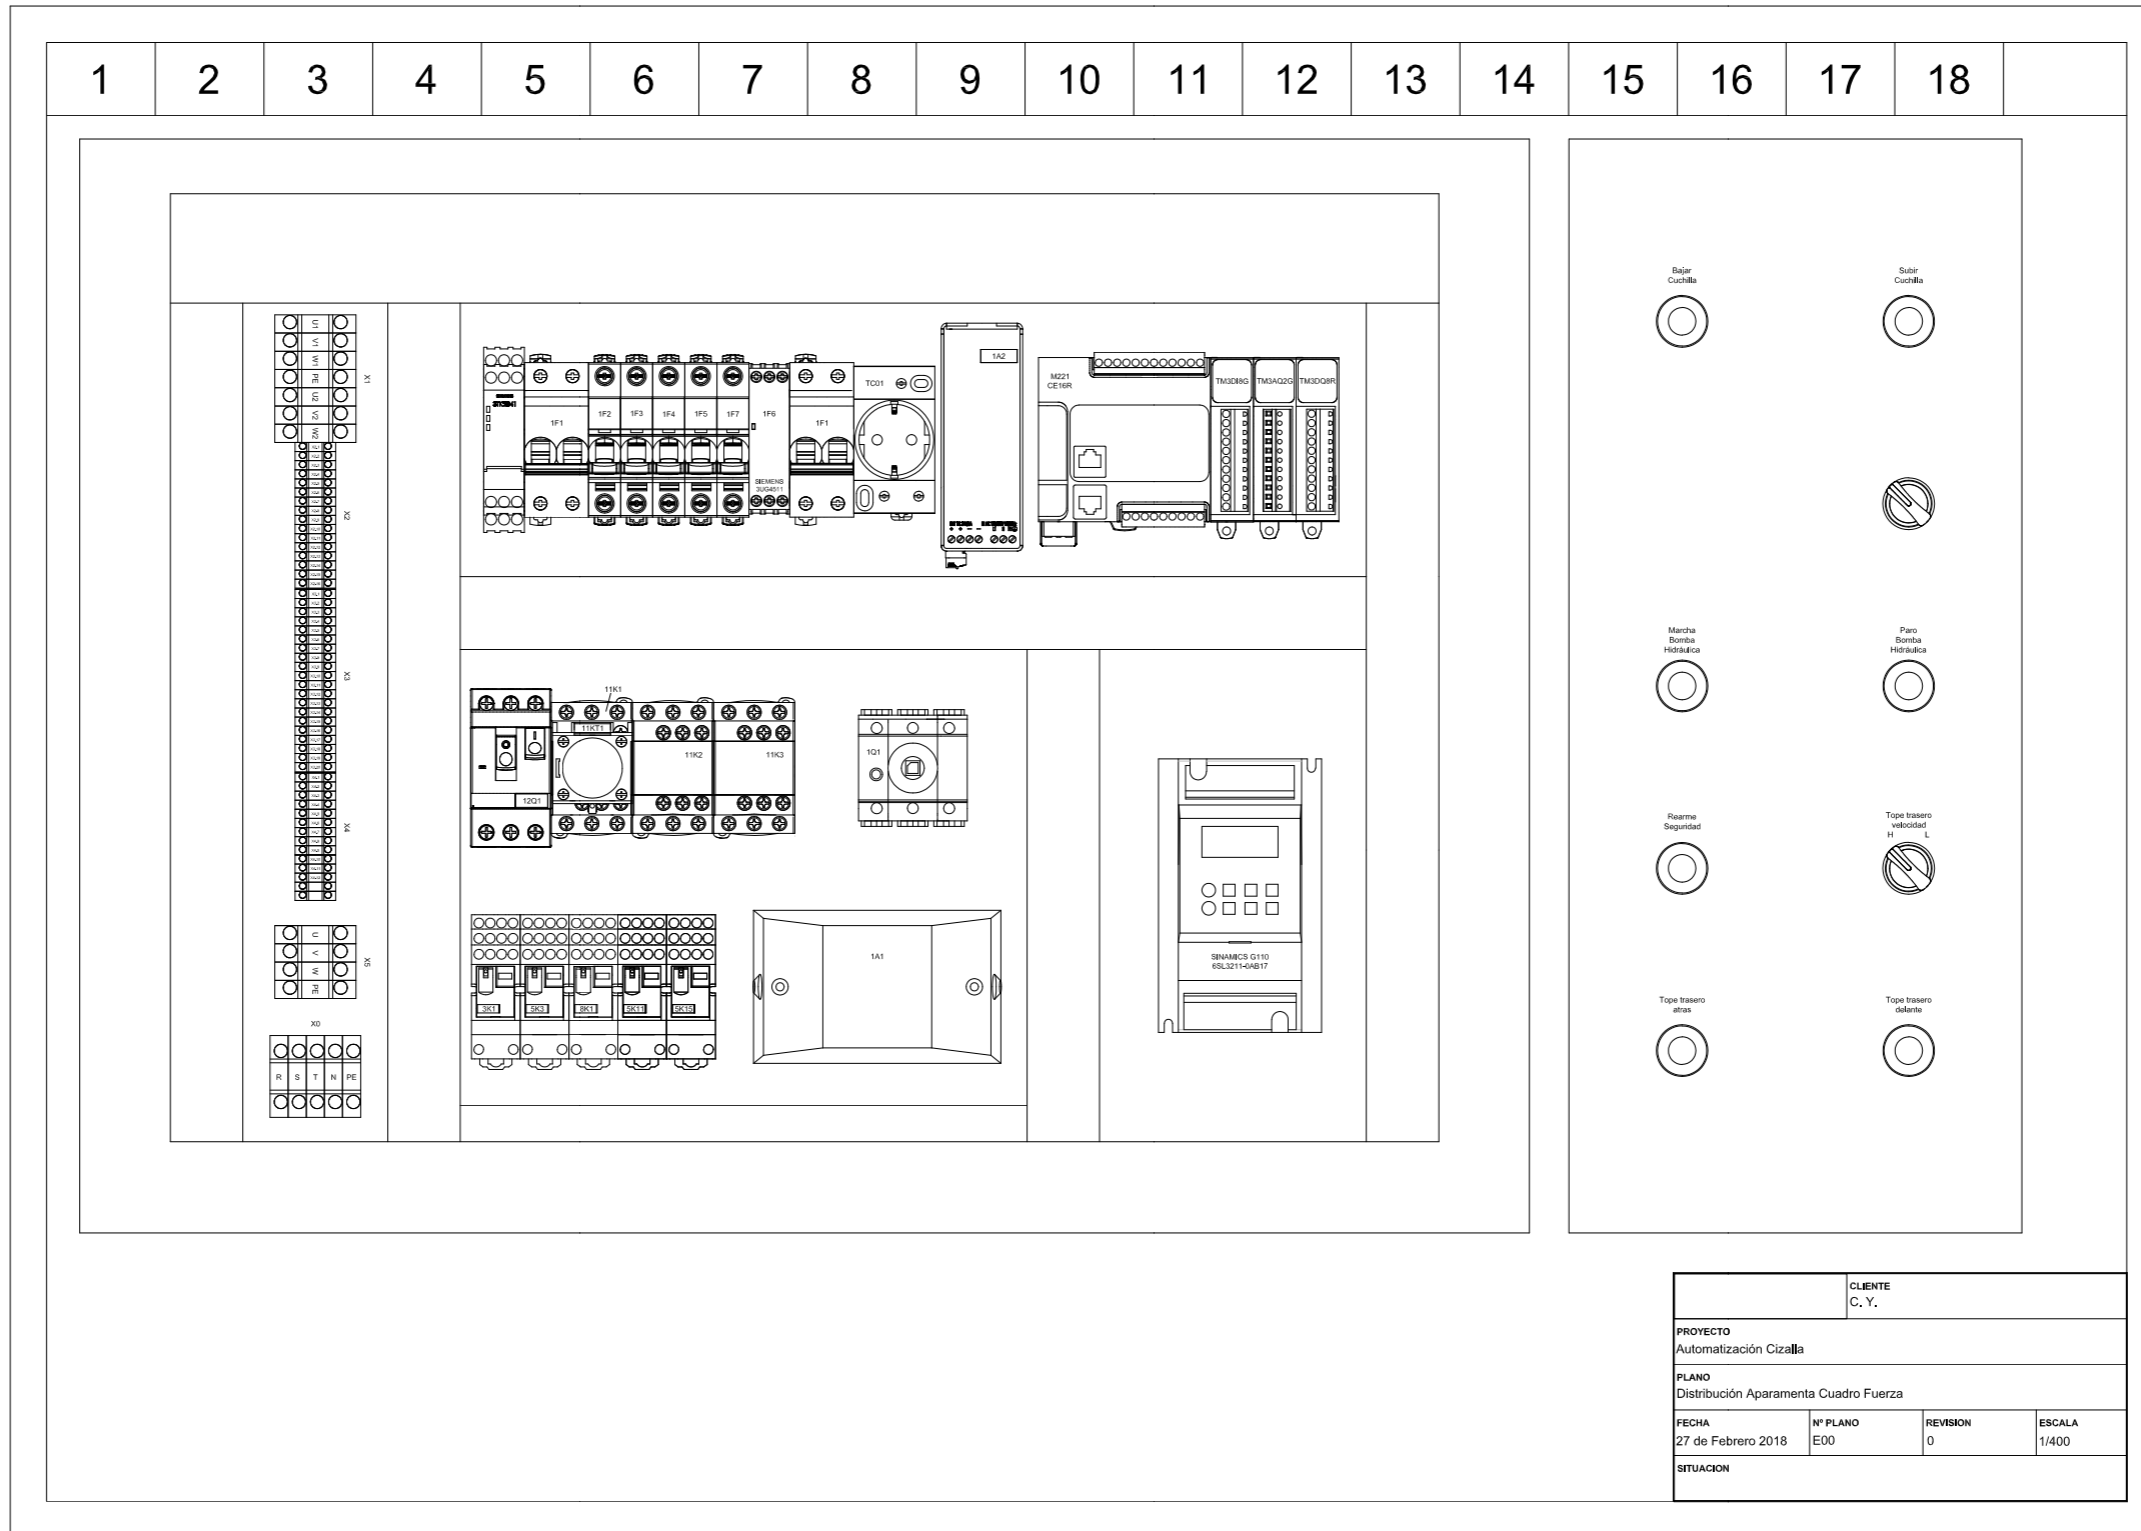 1 2 3 4 5 6 7 8 9 10 11 12 13 14 15 16 17 18
U1
V1
W1
PE
U2
V2
W2
X1
X2
X3
X4
U
V
W
PE
X5
X0
R S T N PE
1F1
1F2
1F3
1F4
1F5
1F7
1F6
SIEMENS
3UG4511
1F1
TC01
1A2
M221
CE16R
TM3DI8G
TM3AQ2G
TM3DQ8R
11K1
11KT1
11K2
11K3
12Q1
1Q1
3K1
5K3
8K1
5K11
5K15
1A1
SINAMICS G110
6SL3211-0AB17
Bajar
Cuchilla
Subir
Cuchilla
Marcha
Bomba
Hidráulica
Paro
Bomba
Hidráulica
Rearme
Seguridad
Tope trasero
velocidad
H L
Tope trasero
atras
Tope trasero
delante
CLIENTE
C. Y.
PROYECTO
Automatización Cizalla
PLANO
Distribución Aparamenta Cuadro Fuerza
FECHA
27 de Febrero 2018
Nº PLANO
E00
REVISION
0
ESCALA
1/400
SITUACION